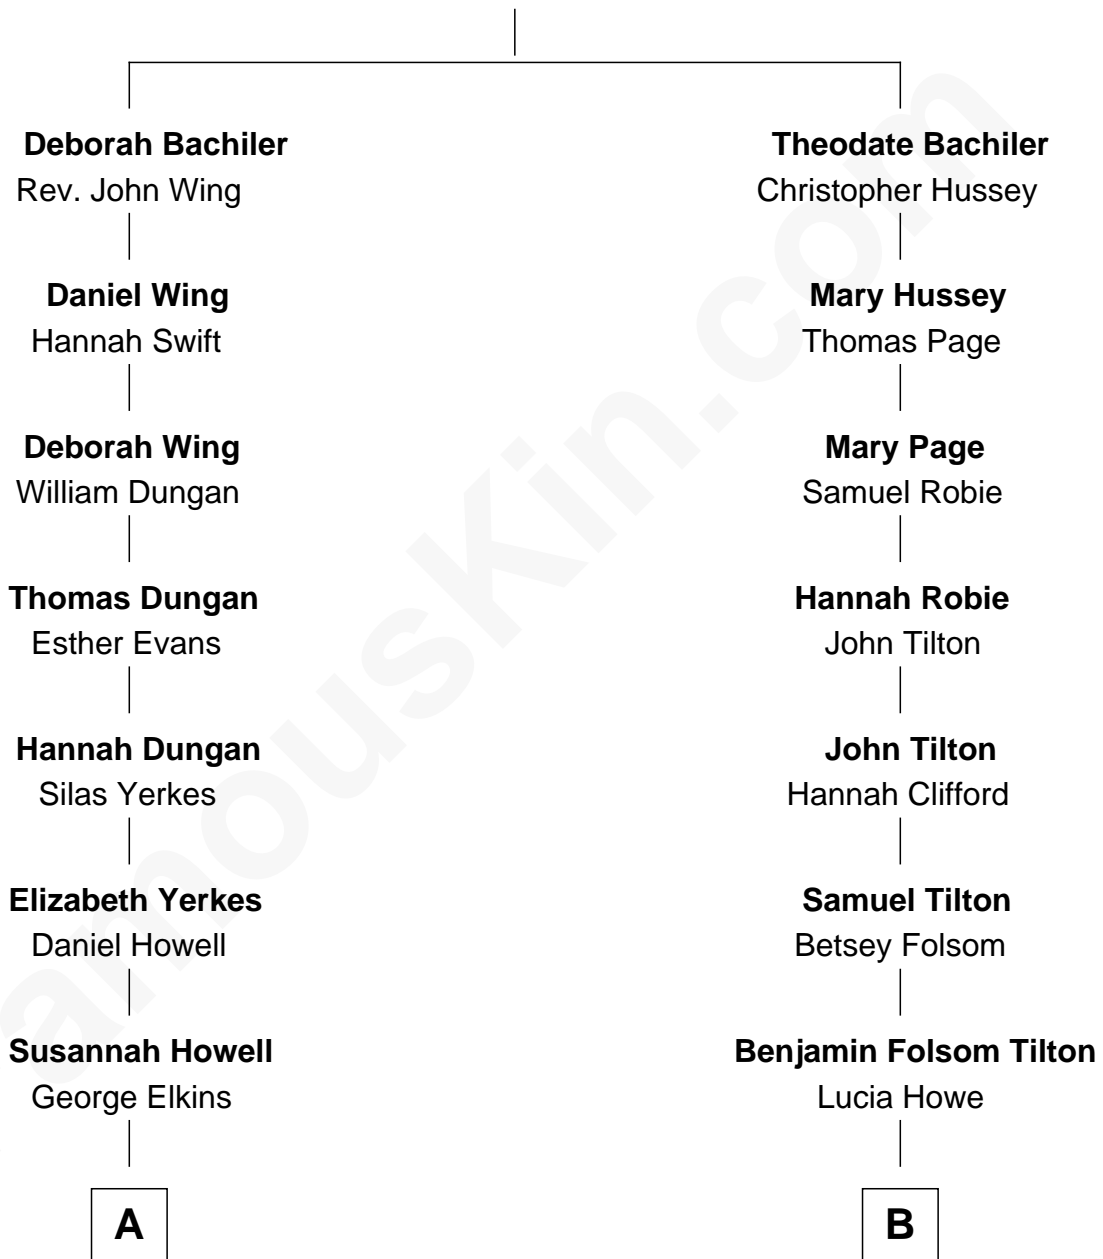 Deborah Bachiler
Rev. John Wing
Daniel Wing
Hannah Swift
Deborah Wing
William Dungan
Thomas Dungan
Esther Evans
Hannah Dungan
Silas Yerkes
Elizabeth Yerkes
Daniel Howell
Susannah Howell
George Elkins
A
Theodate Bachiler
Christopher Hussey
Mary Hussey
Thomas Page
Mary Page
Samuel Robie
Hannah Robie
John Tilton
John Tilton
Hannah Clifford
Samuel Tilton
Betsey Folsom
Benjamin Folsom Tilton
Lucia Howe
B
amousKin.com